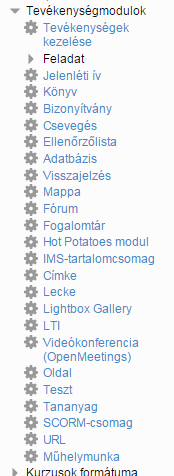 Tevékenységmodulok
Tevékenységek
kezelése
Feladat
Jelenléti ív
Könyv
Bizonyítvány
Csevegés
Ellenőrzőlista
Adatbázis
Visszajelzés
Mappa
Fórum
Fogalomtár
Hot Potatoes modul
IMS-tartalomcsomag
Címke
Lecke
Lightbox Gallery
LTI
Videókonferencia
(OpenMeetings)
Oldal
Teszt
Tananyag
SCORM-csomag
URL
Műhelymunka
Kurzusok formátuma